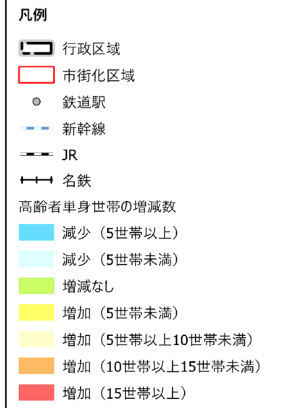 凡例
行政区域
市街化区域
鉄道駅
新幹線
JR
名鉄
高齢者単身世帯の増減数
減少（5世帯以上）
減少（5世帯未満）
増減なし
増加（5世帯未満）
増加（5世帯以上10世帯未満）
増加（10世帯以上15世帯未満）
増加（15世帯以上）